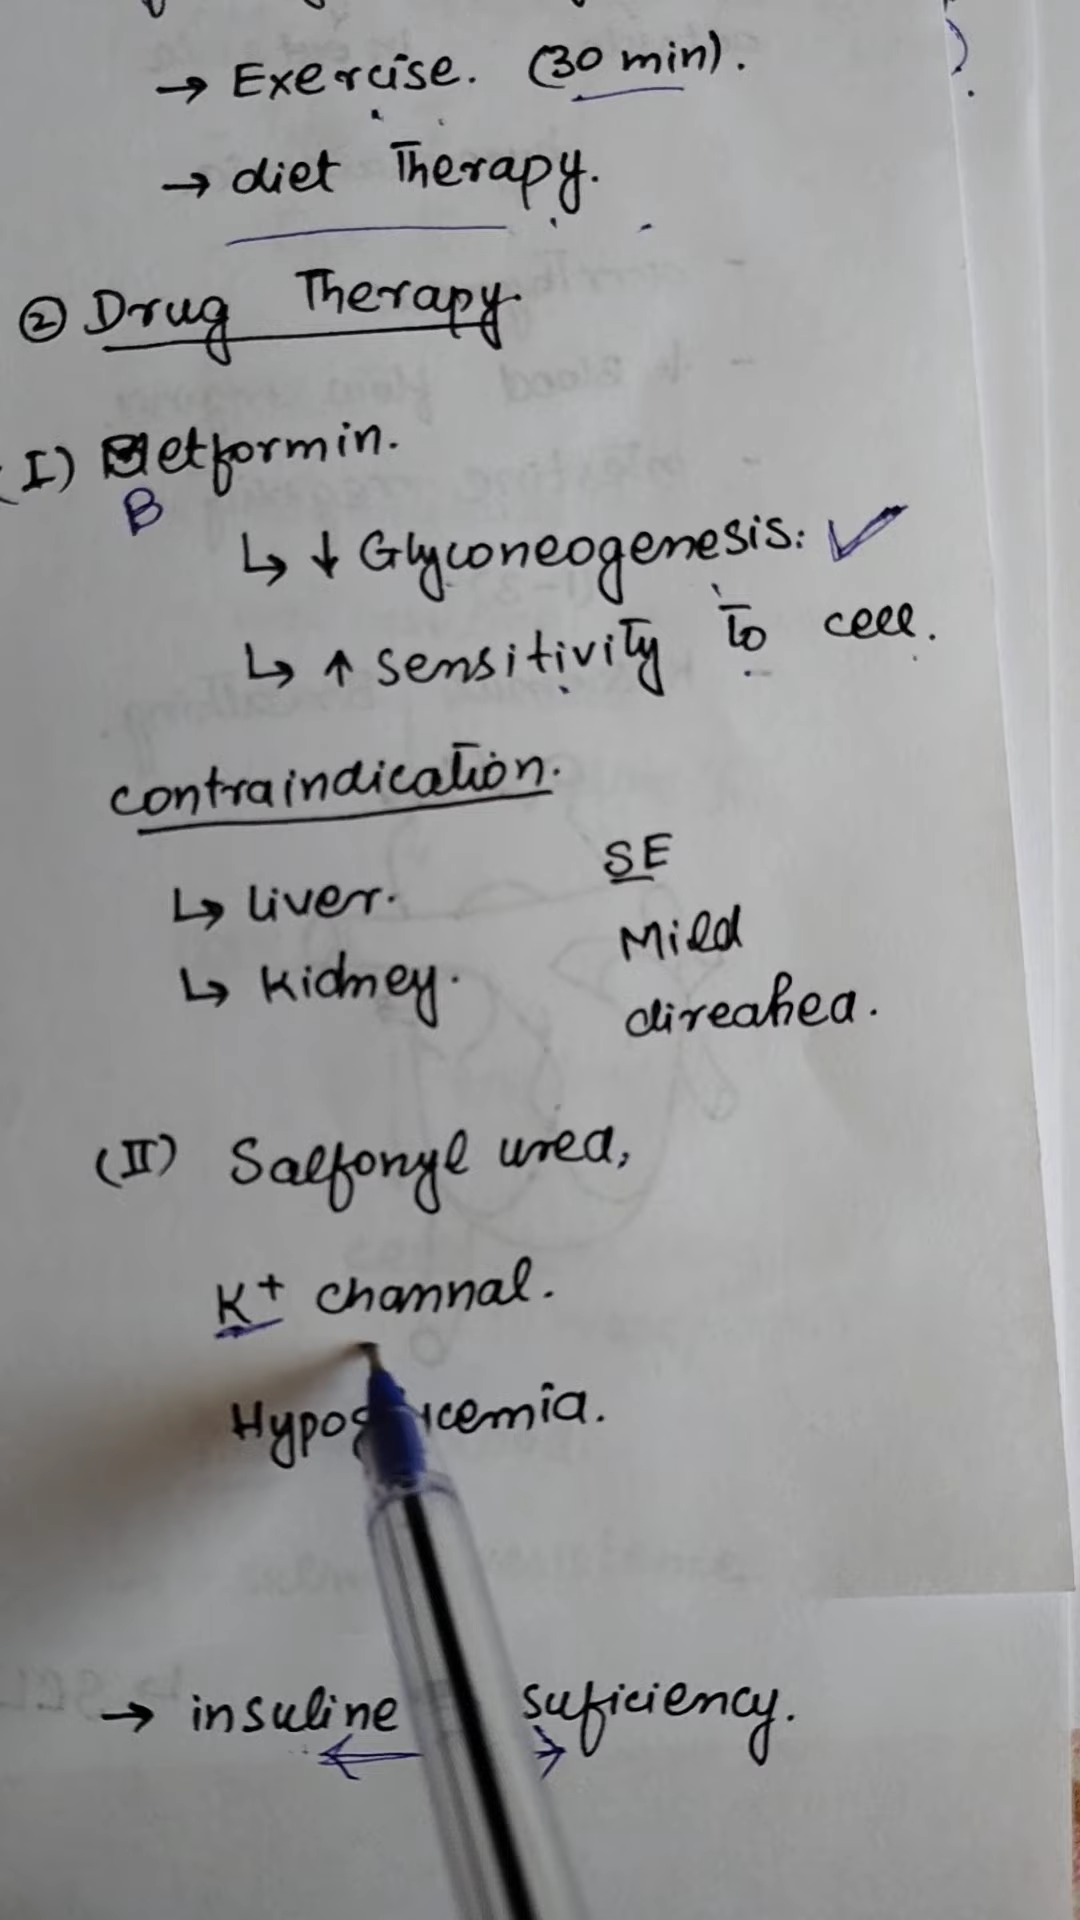 → Exercise. (30 min).
→ diet Therapy.
② Drug Therapy.
(I) Metformin.
B
↳ ↓ Glyconeogenesis. ✓
↳ ↑ sensitivity To cell.
contraindication.
↳ liver.
↳ kidney.
SE
Mild
direahea.
(II) Salfonyl urea,
K+ channal.
→ insuline suficiency.